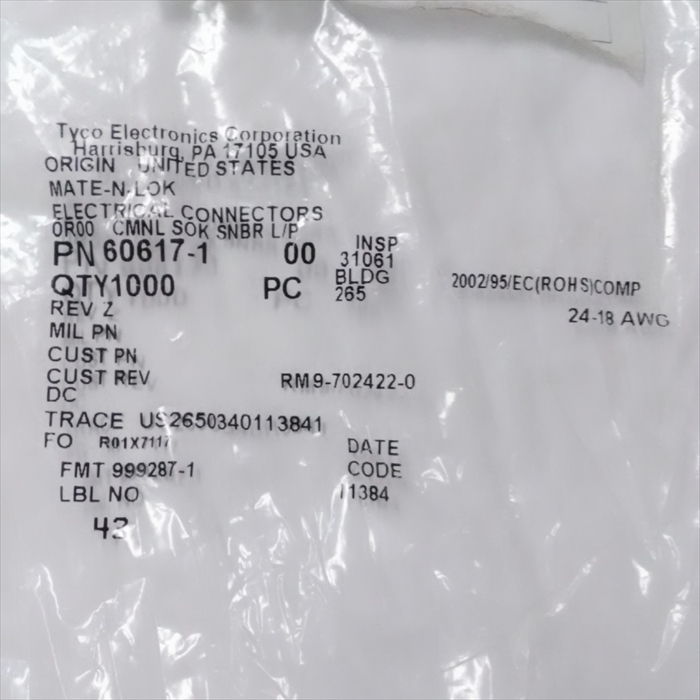 Tyco Electronics Corporation
Harrisburg, PA 17105 USA
ORIGIN UNITED STATES
MATE-N-LOK
ELECTRICAL CONNECTORS
0R00 CMNL SOK SNBR L/P
PN 60617-1 00 INSP 31061
QTY1000 PC BLDG 265
2002/95/EC(ROHS)COMP
REV Z
24-18 AWG
MIL PN
CUST PN
CUST REV RM9-702422-0
DC
TRACE US2650340113841
FO R01X7117
DATE
FMT 999287-1 CODE
LBL NO 11384